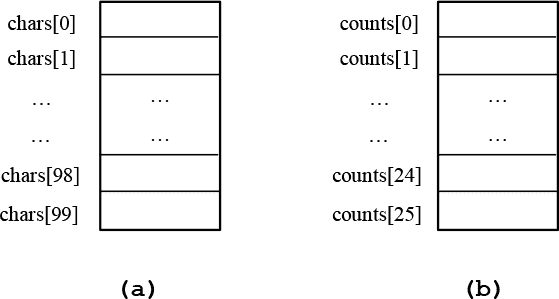 chars[0] counts[0]
chars[1] counts[1]
… … … …
… … … …
chars[98] counts[24]
chars[99] counts[25]
(a) (b)